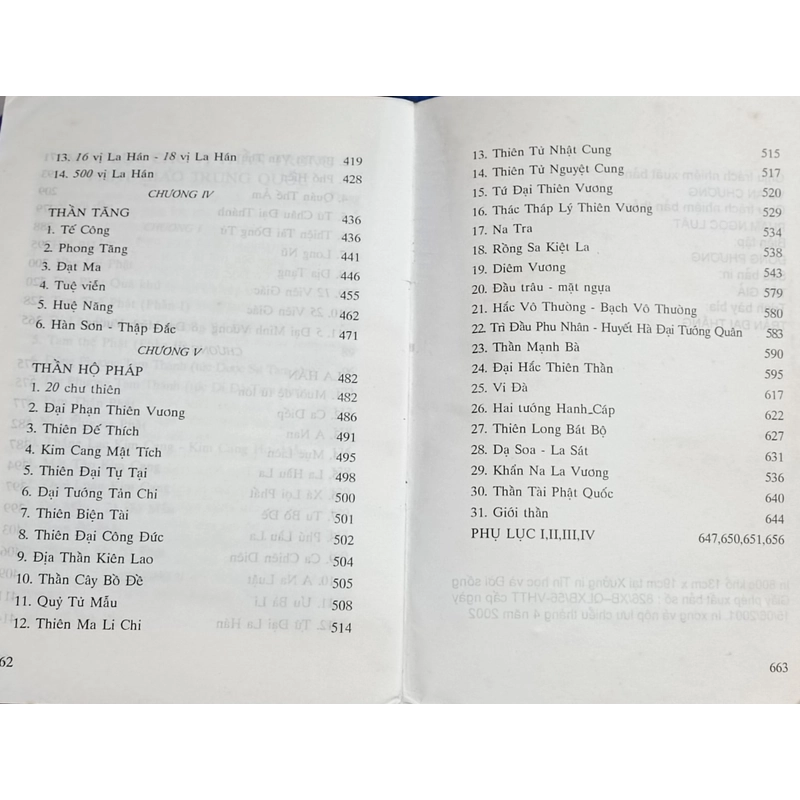 13. 16 vị La Hán - 18 vị La Hán 419
14. 500 vị La Hán 428
CHƯƠNG IV
THẦN TĂNG 436
1. Tế Công 436
2. Phong Tăng 441
3. Đạt Ma 446
4. Tuệ viễn 455
5. Huệ Năng 462
6. Hàn Sơn - Thập Đắc 471
CHƯƠNG V
THẦN HỘ PHÁP 482
1. 20 chư thiên 482
2. Đại Phạn Thiên Vương 486
3. Thiên Đế Thích 491
4. Kim Cang Mật Tích 495
5. Thiên Đại Tự Tại 498
6. Đại Tướng Tản Chi 500
7. Thiên Biện Tài 501
8. Thiên Đại Công Đức 502
9. Địa Thần Kiên Lao 504
10. Thần Cây Bồ Đề 505
11. Quỷ Tử Mẫu 508
12. Thiên Ma Li Chi 514
62
13. Thiên Tử Nhật Cung 515
14. Thiên Tử Nguyệt Cung 517
15. Tứ Đại Thiên Vương 520
16. Thác Tháp Lý Thiên Vương 529
17. Na Tra 534
18. Rồng Sa Kiệt La 538
19. Diêm Vương 543
20. Đầu trâu - mặt ngựa 579
21. Hắc Vô Thường - Bạch Vô Thường 580
22. Trì Đầu Phu Nhân - Huyết Hà Đại Tướng Quân 583
23. Thần Mạnh Bà 590
24. Đại Hắc Thiên Thần 595
25. Vi Đà 617
26. Hai tướng Hanh_Cáp 622
27. Thiên Long Bát Bộ 627
28. Dạ Soa - La Sát 631
29. Khẩn Na La Vương 536
30. Thần Tài Phật Quốc 640
31. Giới thần 644
PHỤ LỤC I,II,III,IV 647,650,651,656
663